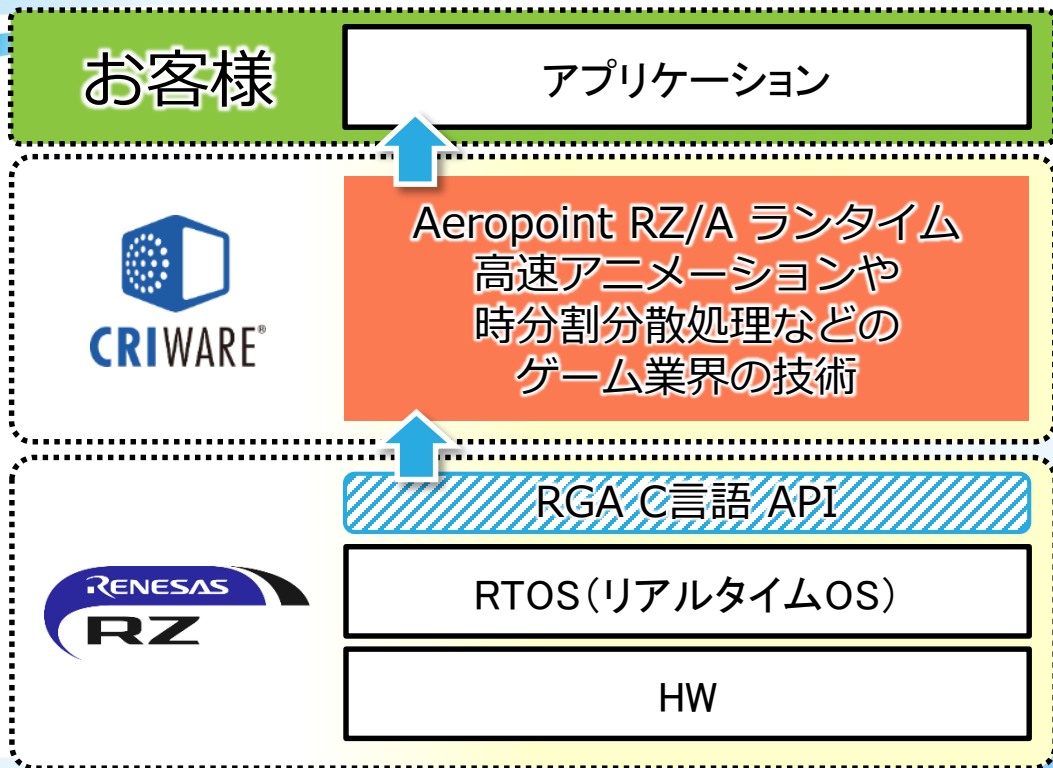 お客様
アプリケーション
CRIWARE®
Aeropoint RZ/A ランタイム
高速アニメーションや
時分割分散処理などの
ゲーム業界の技術
RENESAS
RZ
RGA C言語 API
RTOS(リアルタイムOS)
HW